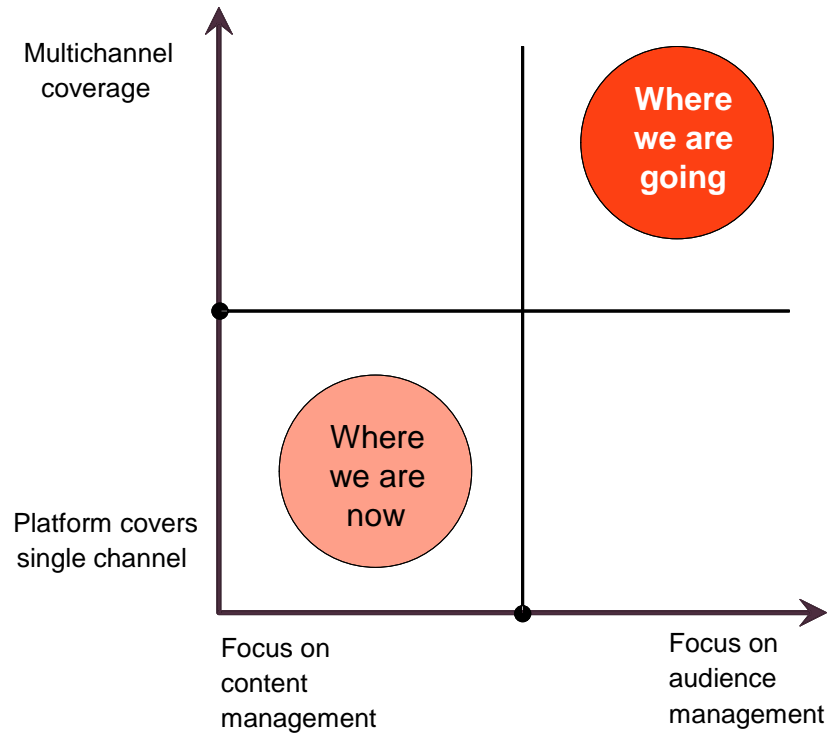 Multichannel
coverage
Where
we are
going
Where
we are
now
Platform covers
single channel
Focus on
content
management
Focus on
audience
management